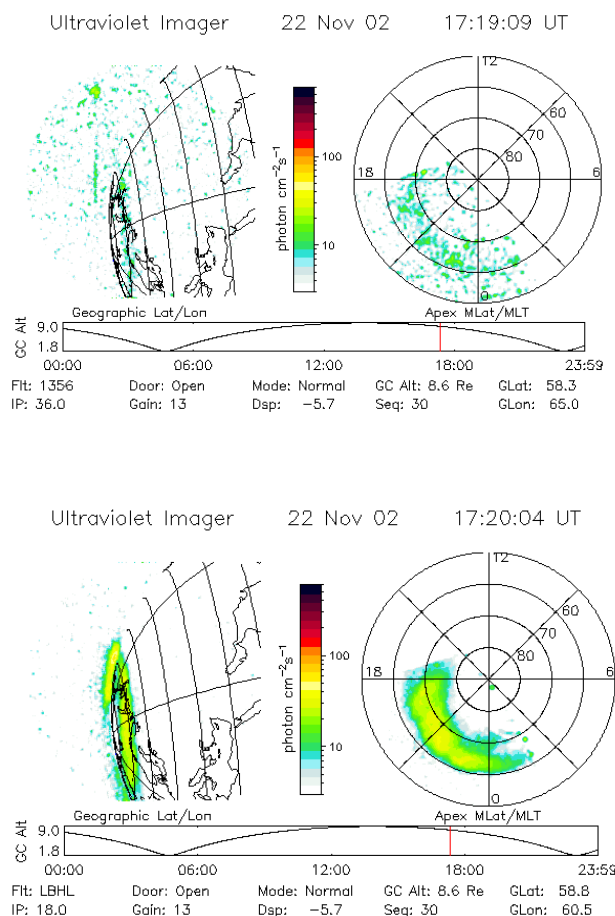 Ultraviolet Imager 22 Nov 02 17:19:09 UT
12
60
70
80
18 6
0
100
10
photon cm⁻²s⁻¹
Geographic Lat/Lon Apex MLat/MLT
GC Alt
9.0
1.8
00:00 06:00 12:00 18:00 23:59
Flt: 1356 Door: Open Mode: Normal GC Alt: 8.6 Re GLat: 58.3
IP: 36.0 Gain: 13 Dsp: -5.7 Seq: 30 GLon: 65.0
Ultraviolet Imager 22 Nov 02 17:20:04 UT
12
60
70
80
18 6
0
100
10
photon cm⁻²s⁻¹
Geographic Lat/Lon Apex MLat/MLT
GC Alt
9.0
1.8
00:00 06:00 12:00 18:00 23:59
Flt: LBHL Door: Open Mode: Normal GC Alt: 8.6 Re GLat: 58.8
IP: 18.0 Gain: 13 Dsp: -5.7 Seq: 30 GLon: 60.5